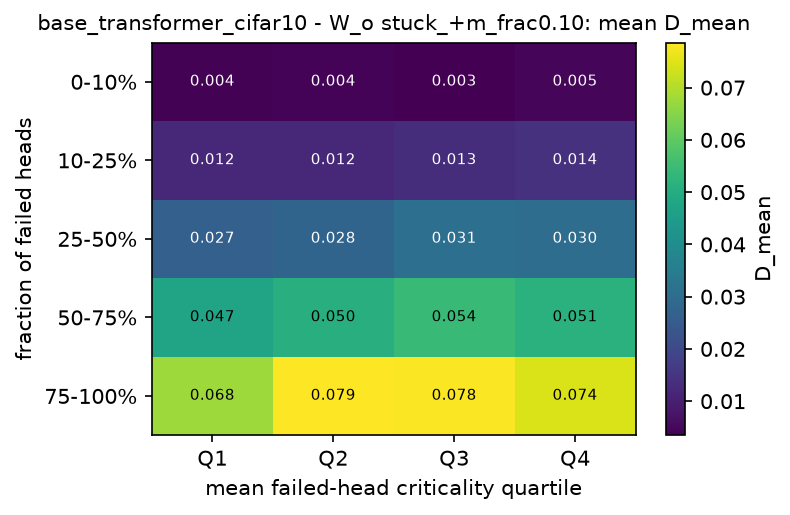 base_transformer_cifar10 - W_o stuck_+m_frac0.10: mean D_mean
fraction of failed heads
0-10% 0.004 0.004 0.003 0.005
10-25% 0.012 0.012 0.013 0.014
25-50% 0.027 0.028 0.031 0.030
50-75% 0.047 0.050 0.054 0.051
75-100% 0.068 0.079 0.078 0.074
Q1 Q2 Q3 Q4
mean failed-head criticality quartile
0.07
0.06
0.05
0.04
0.03
0.02
0.01
D_mean